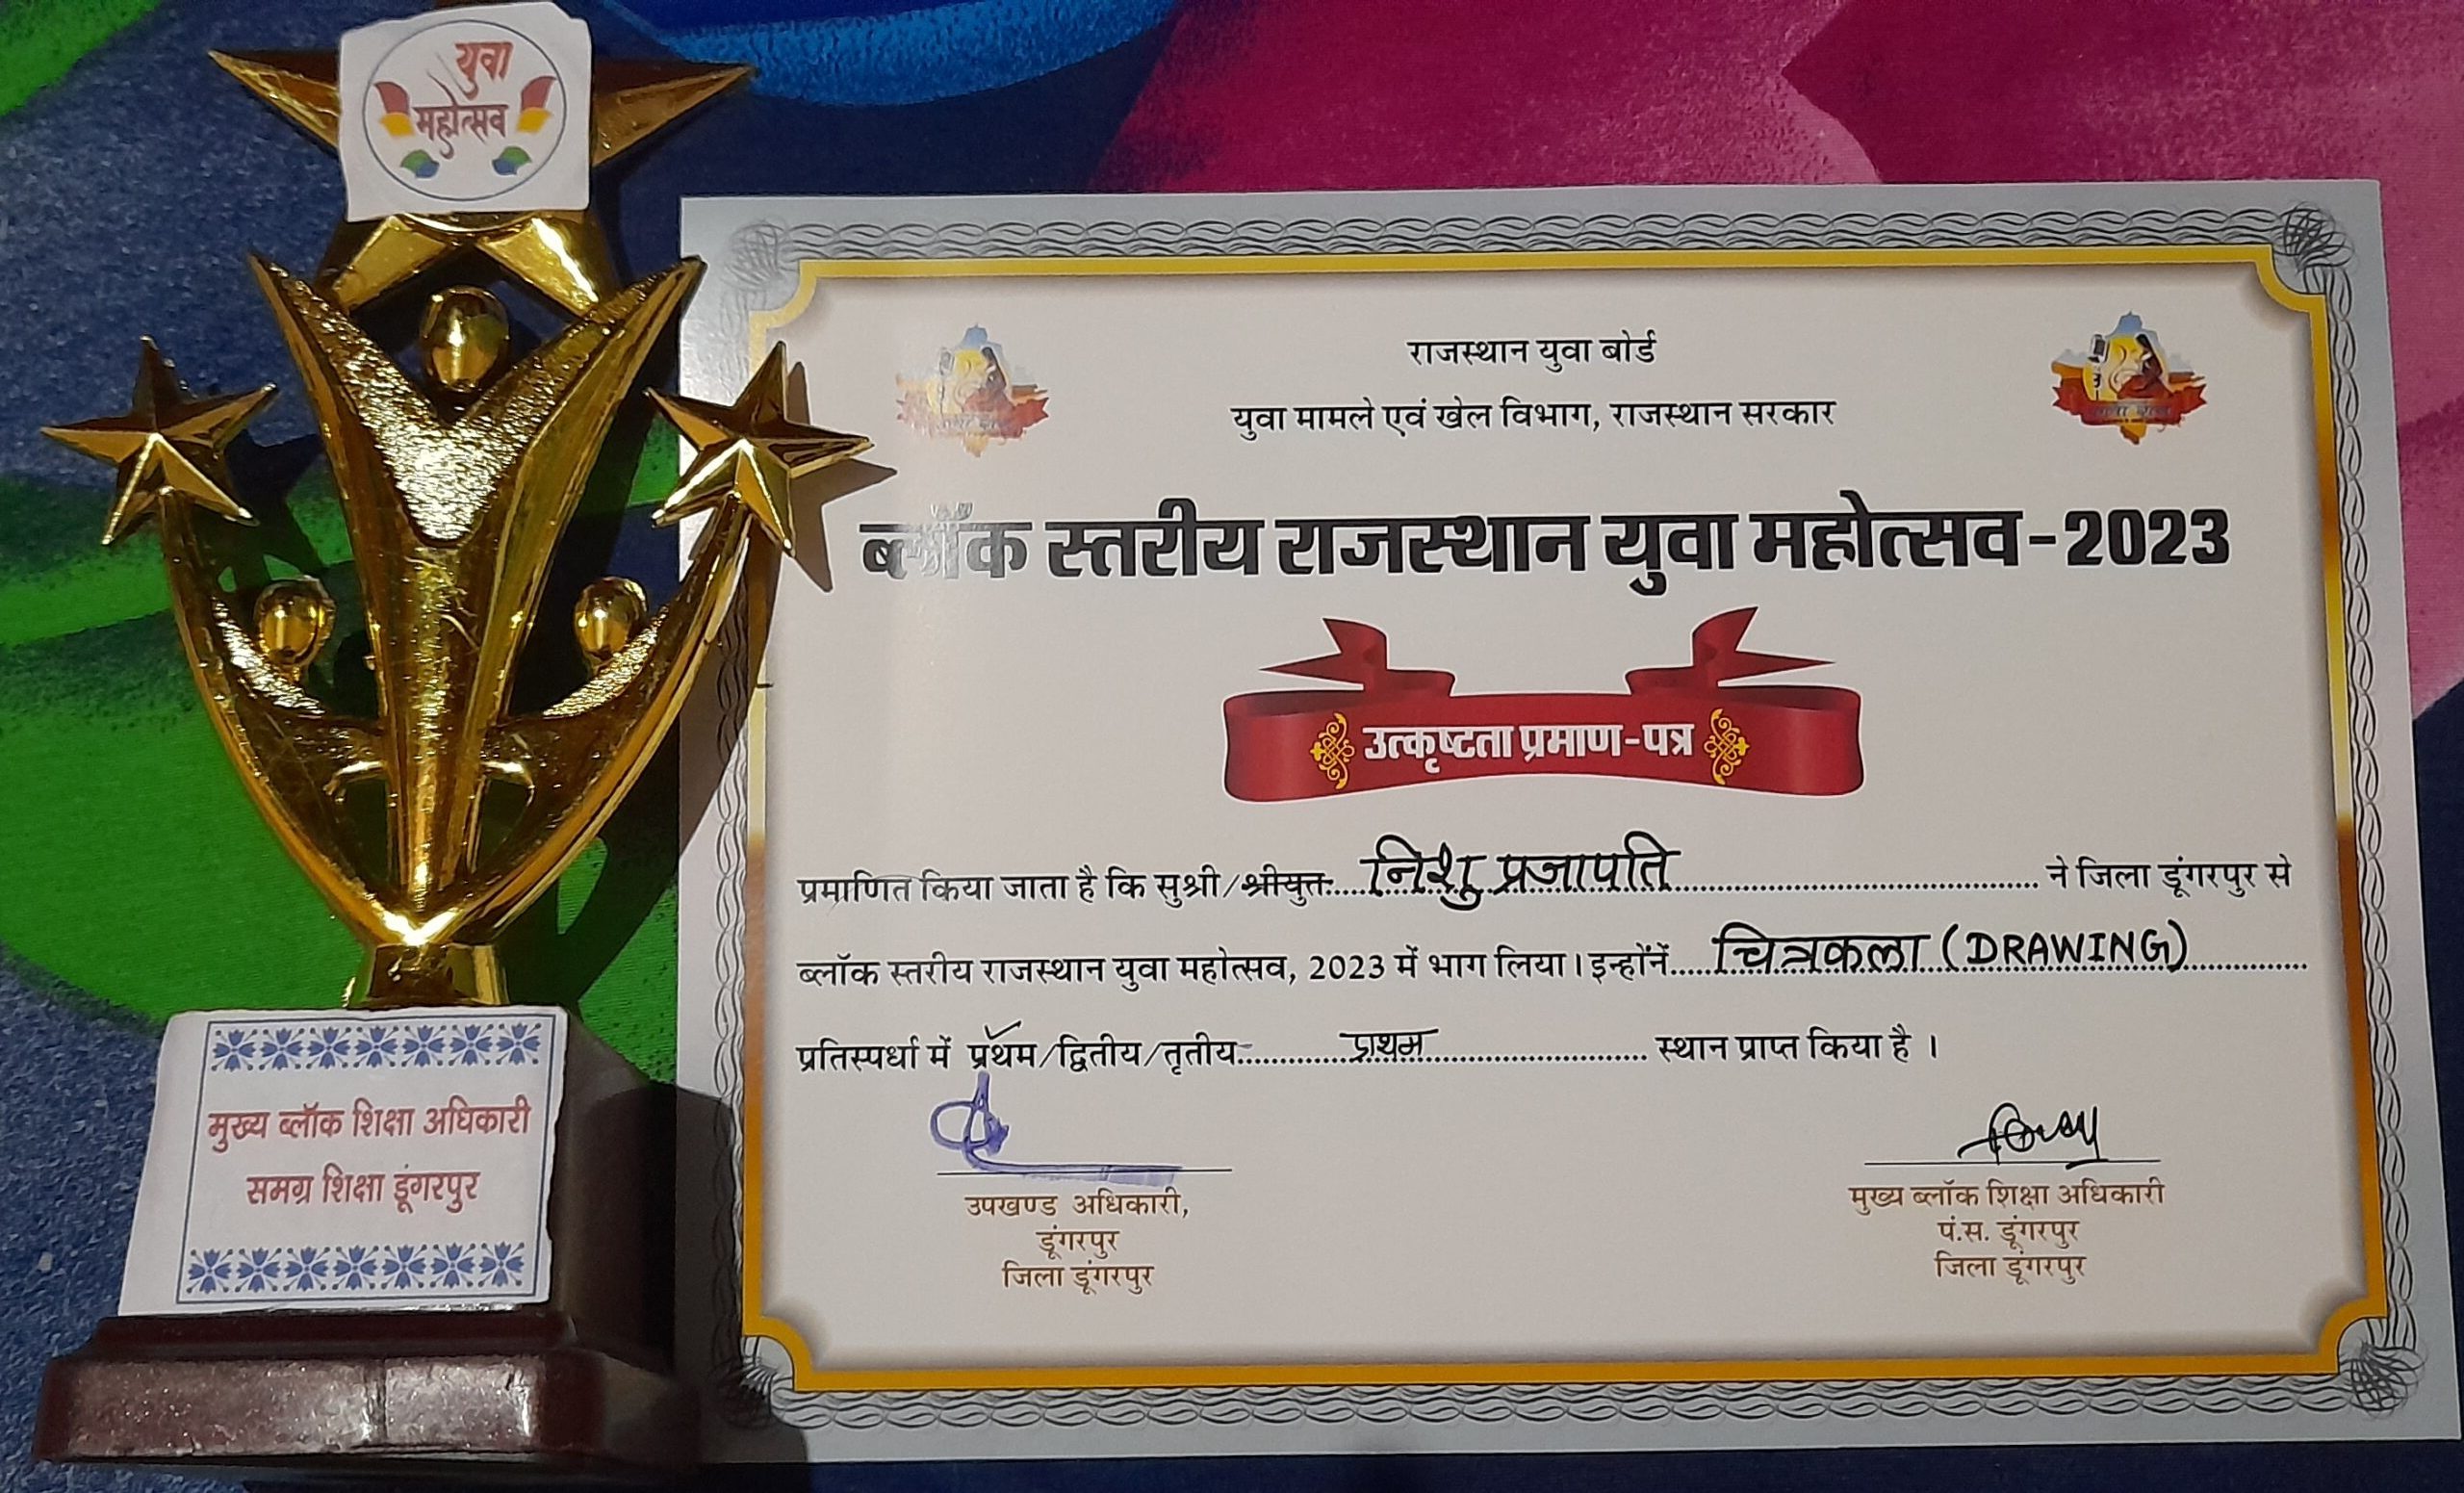 युवा
महोत्सव
मुख्य ब्लॉक शिक्षा अधिकारी
समग्र शिक्षा डूंगरपुर
राजस्थान युवा बोर्ड
युवा मामले एवं खेल विभाग, राजस्थान सरकार
ब्लॉक स्तरीय राजस्थान युवा महोत्सव-2023
उत्कृष्टता प्रमाण-पत्र
प्रमाणित किया जाता है कि सुश्री/श्रीयुत.....निशु प्रजापति.....ने जिला डूंगरपुर से
ब्लॉक स्तरीय राजस्थान युवा महोत्सव, 2023 में भाग लिया। इन्होंनें.....चित्रकला (DRAWING).....
प्रतिस्पर्धा में प्रथम/द्वितीय/तृतीय.....प्रथम.....स्थान प्राप्त किया है ।
उपखण्ड अधिकारी,
डूंगरपुर
जिला डूंगरपुर
मुख्य ब्लॉक शिक्षा अधिकारी
पं.स. डूंगरपुर
जिला डूंगरपुर